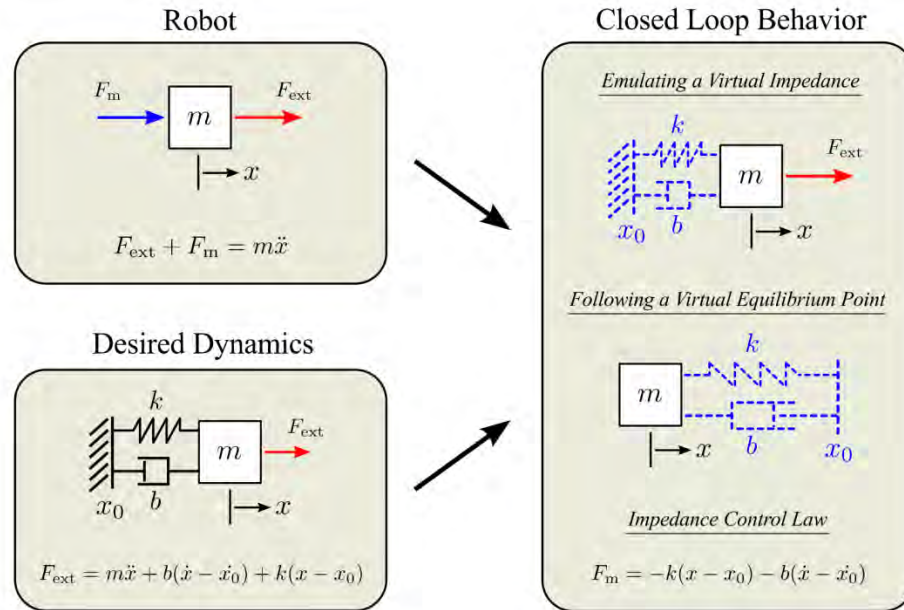 Robot
F_m
m
F_ext
x
F_ext + F_m = mẍ
Desired Dynamics
k
m
F_ext
x_0
b
x
F_ext = mẍ + b(ẋ − ẋ_0) + k(x − x_0)
Closed Loop Behavior
Emulating a Virtual Impedance
k
m
F_ext
x_0
b
x
Following a Virtual Equilibrium Point
k
m
b
x
x_0
Impedance Control Law
F_m = −k(x − x_0) − b(ẋ − ẋ_0)